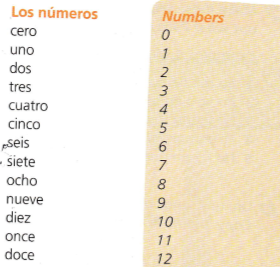 Los números Numbers
cero 0
uno 1
dos 2
tres 3
cuatro 4
cinco 5
seis 6
siete 7
ocho 8
nueve 9
diez 10
once 11
doce 12